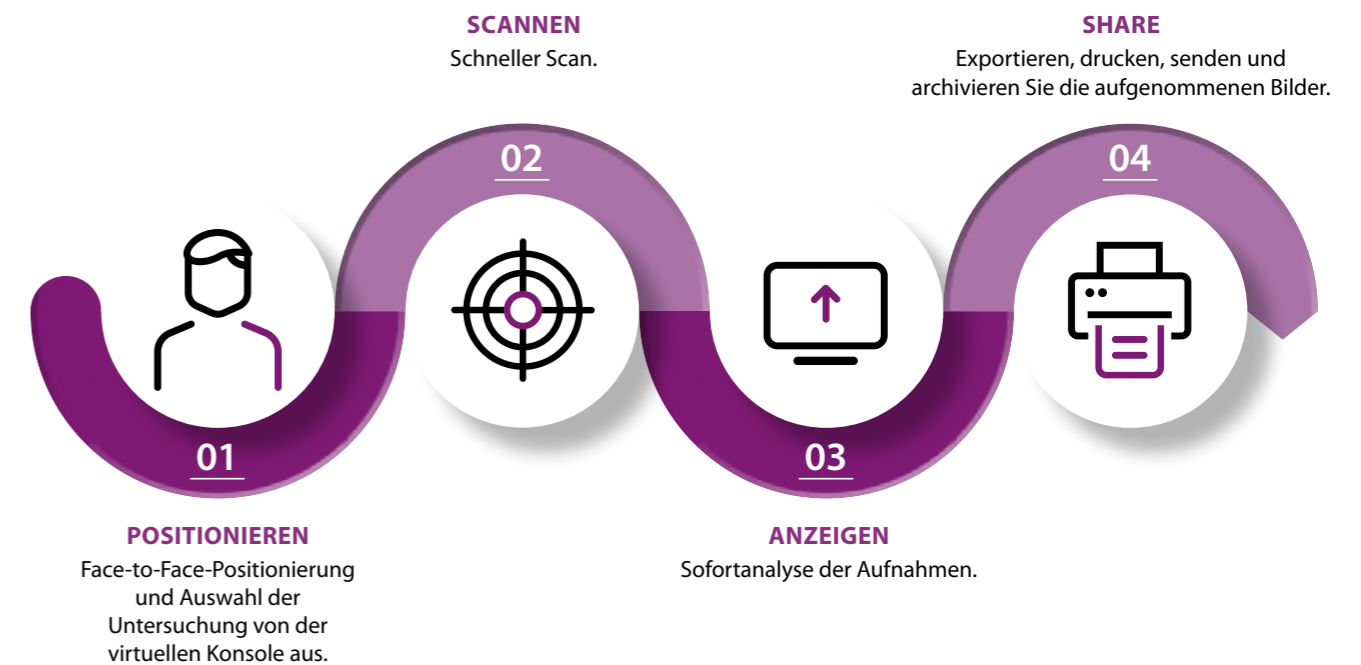 01
POSITIONIEREN
Face-to-Face-Positionierung
und Auswahl der
Untersuchung von der
virtuellen Konsole aus.
SCANNEN
Schneller Scan.
02
03
ANZEIGEN
Sofortanalyse der Aufnahmen.
SHARE
Exportieren, drucken, senden und
archivieren Sie die aufgenommenen Bilder.
04